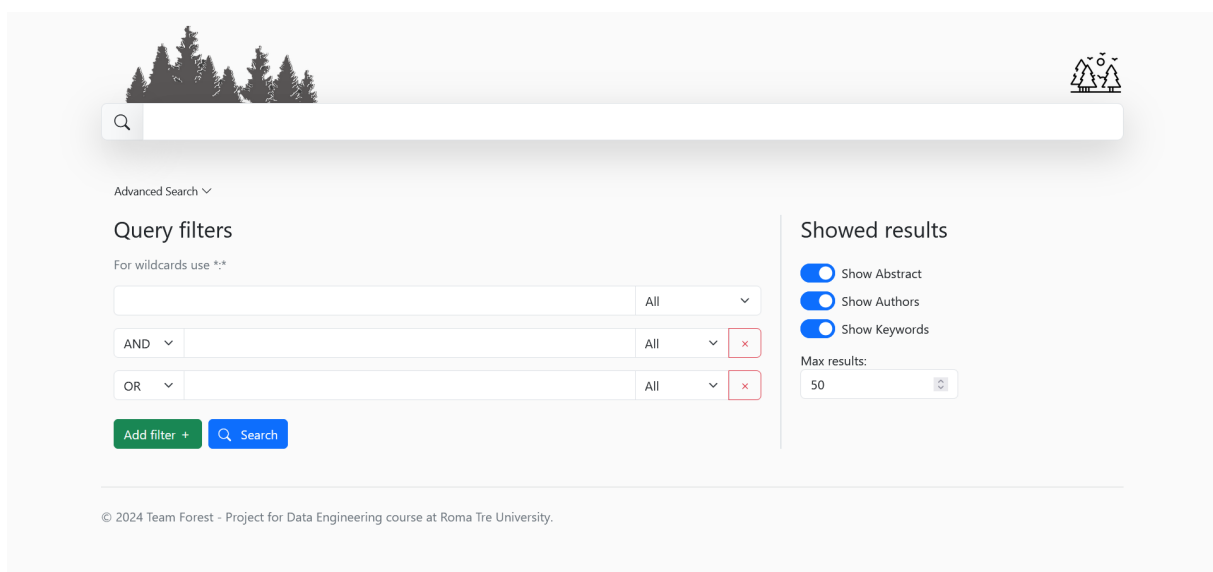 Advanced Search
Query filters
For wildcards use *:*
All
AND
All
×
OR
All
×
Add filter +
Search
Showed results
Show Abstract
Show Authors
Show Keywords
Max results:
50
© 2024 Team Forest - Project for Data Engineering course at Roma Tre University.